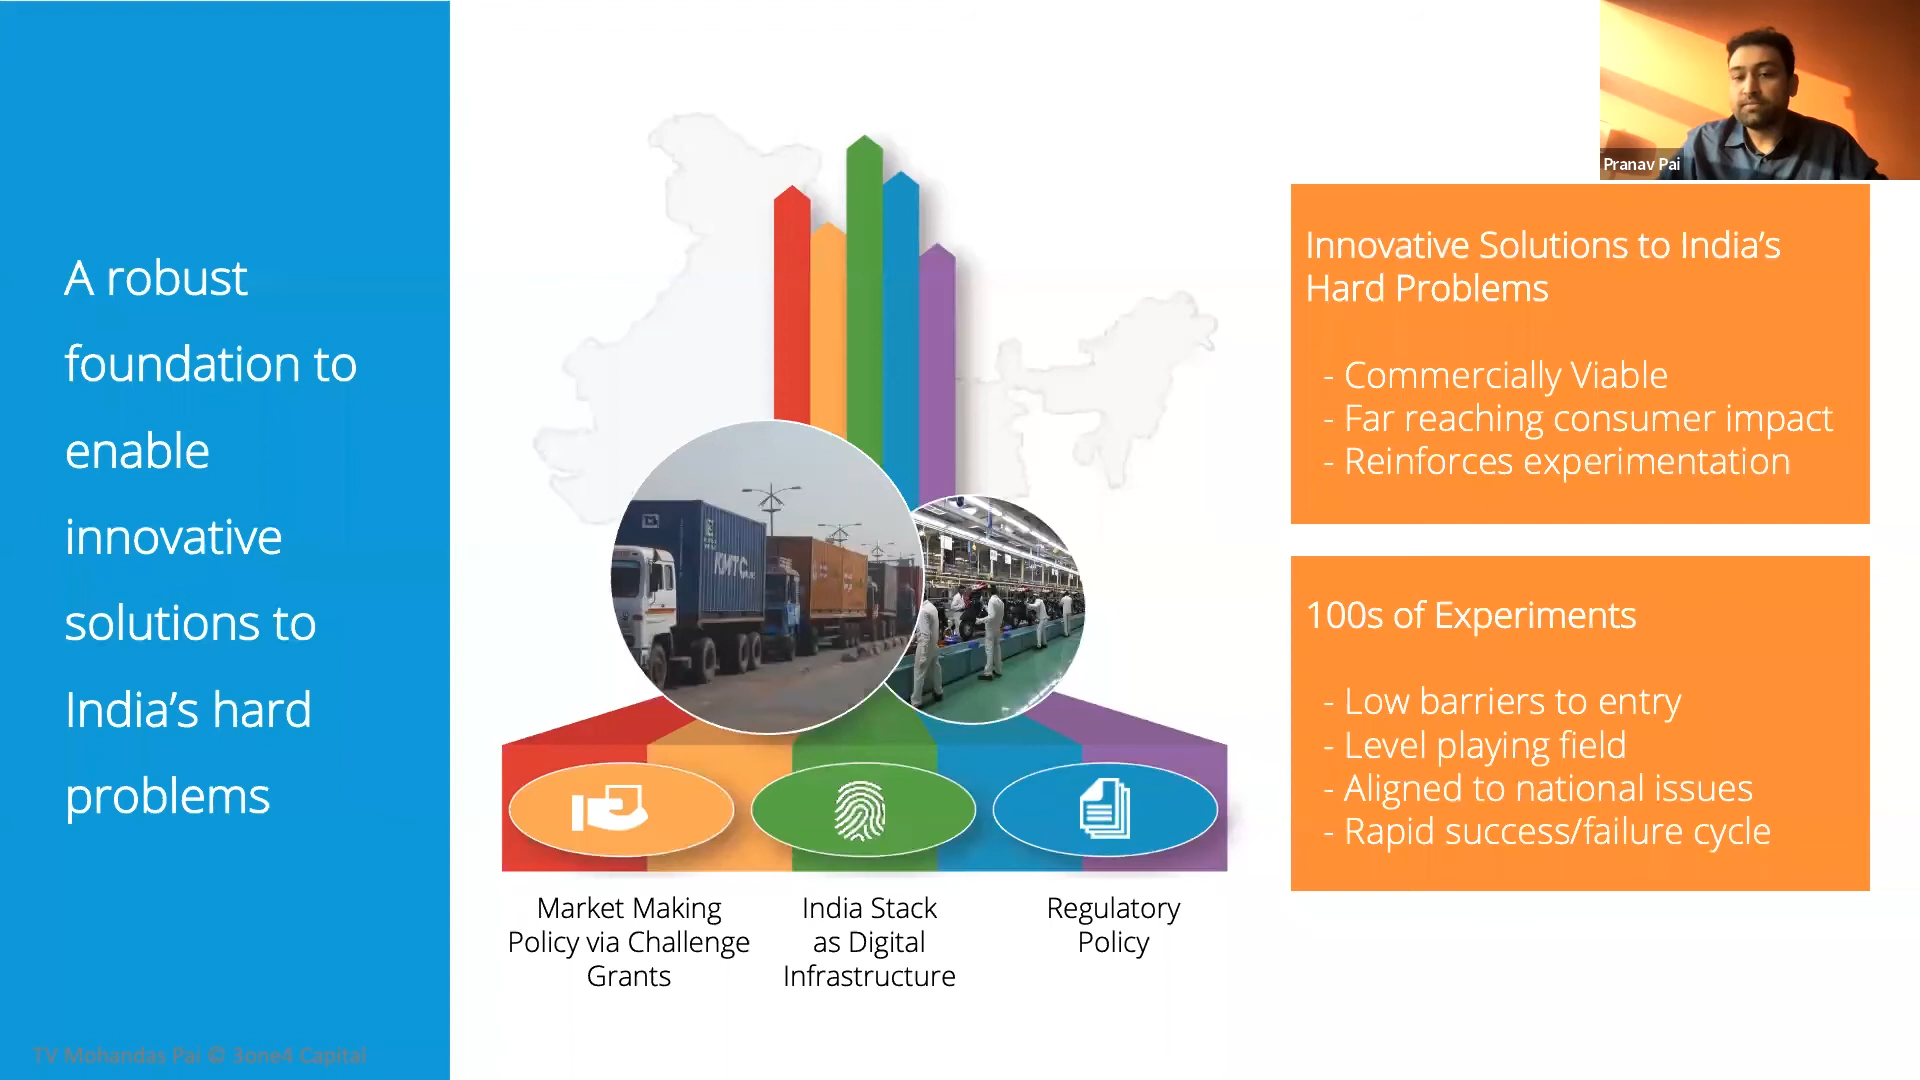 A robust
foundation to
enable
innovative
solutions to
India's hard
problems
TV Mohandas Pai © 3one4 Capital
KMTC
Market Making
Policy via Challenge
Grants
India Stack
as Digital
Infrastructure
Regulatory
Policy
Pranav Pai
Innovative Solutions to India's
Hard Problems
- Commercially Viable
- Far reaching consumer impact
- Reinforces experimentation
100s of Experiments
- Low barriers to entry
- Level playing field
- Aligned to national issues
- Rapid success/failure cycle